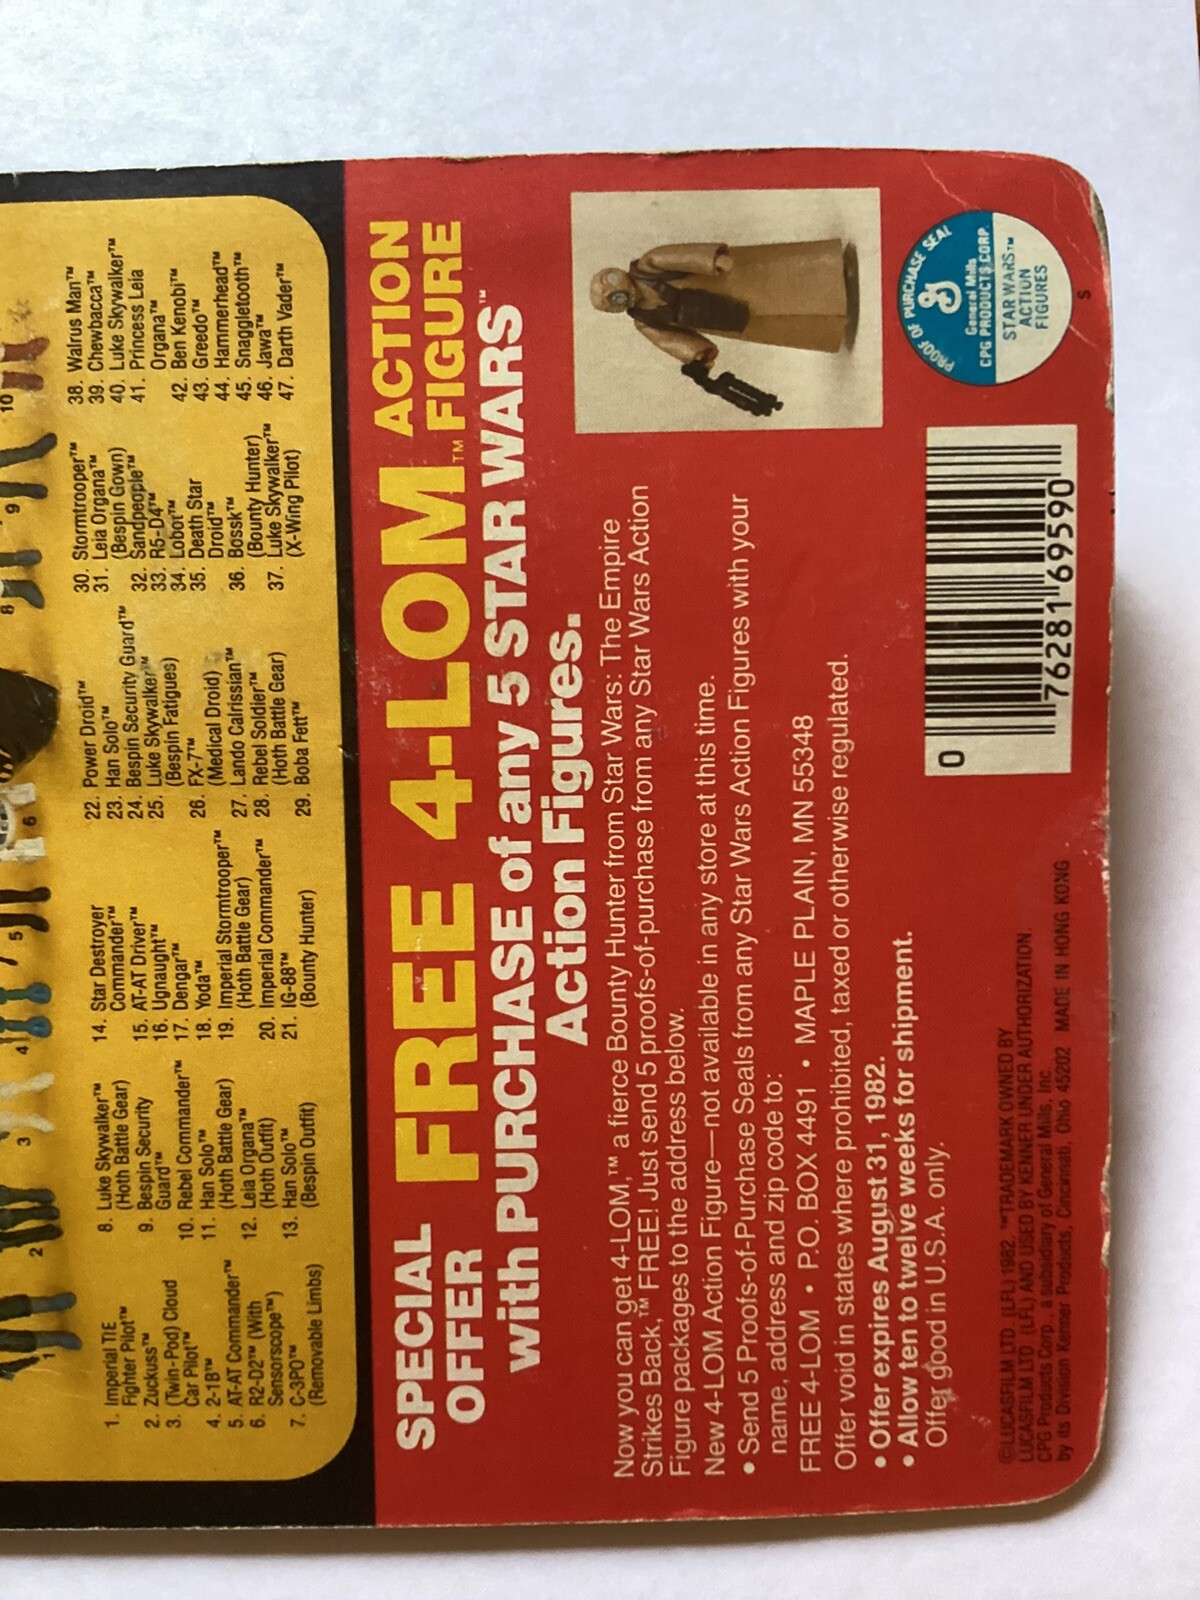 1
2
3
4
5
6
8
9
10
1. Imperial TIE
Fighter Pilot™
2. Zuckuss™
3. (Twin-Pod) Cloud
Car Pilot™
4. 2-1B™
5. AT-AT Commander™
6. R2-D2™ (With
Sensorscope™)
7. C-3PO™
(Removable Limbs)
8. Luke Skywalker™
(Hoth Battle Gear)
9. Bespin Security
Guard™
10. Rebel Commander™
11. Han Solo™
(Hoth Battle Gear)
12. Leia Organa™
(Hoth Outfit)
13. Han Solo™
(Bespin Outfit)
14. Star Destroyer
Commander™
15. AT-AT Driver™
16. Ugnaught™
17. Dengar™
18. Yoda™
19. Imperial Stormtrooper™
(Hoth Battle Gear)
20. Imperial Commander™
21. IG-88™
(Bounty Hunter)
22. Power Droid™
23. Han Solo™
24. Bespin Security Guard™
25. Luke Skywalker™
(Bespin Fatigues)
26. FX-7™
(Medical Droid)
27. Lando Calrissian™
28. Rebel Soldier™
(Hoth Battle Gear)
29. Boba Fett™
30. Stormtrooper™
31. Leia Organa™
(Bespin Gown)
32. Sandpeople™
33. R5-D4™
34. Lobot™
35. Death Star
Droid™
36. Bossk™
(Bounty Hunter)
37. Luke Skywalker™
(X-Wing Pilot)
38. Walrus Man™
39. Chewbacca™
40. Luke Skywalker™
41. Princess Leia
Organa™
42. Ben Kenobi™
43. Greedo™
44. Hammerhead™
45. Snaggletooth™
46. Jawa™
47. Darth Vader™
SPECIAL
OFFER
FREE 4-LOM™ ACTION
FIGURE
with PURCHASE of any 5 STAR WARS™
Action Figures.
Now you can get 4-LOM,™ a fierce Bounty Hunter from Star Wars: The Empire
Strikes Back,™ FREE! Just send 5 proofs-of-purchase from any Star Wars Action
Figure packages to the address below.
New 4-LOM Action Figure—not available in any store at this time.
• Send 5 Proofs-of-Purchase Seals from any Star Wars Action Figures with your
name, address and zip code to:
FREE 4-LOM • P.O. BOX 4491 • MAPLE PLAIN, MN 55348
Offer void in states where prohibited, taxed or otherwise regulated.
• Offer expires August 31, 1982.
• Allow ten to twelve weeks for shipment.
Offer good in U.S.A. only.
©LUCASFILM LTD. (LFL) 1982 ™TRADEMARK OWNED BY
LUCASFILM LTD. (LFL) AND USED BY KENNER UNDER AUTHORIZATION.
CPG Products Corp., a subsidiary of General Mills, Inc.
by its Division Kenner Products, Cincinnati, Ohio 45202 MADE IN HONG KONG
0 76281 69590
PROOF OF PURCHASE SEAL
G
General Mills
CPG PRODUCTS CORP.
STAR WARS™
ACTION
FIGURES
S